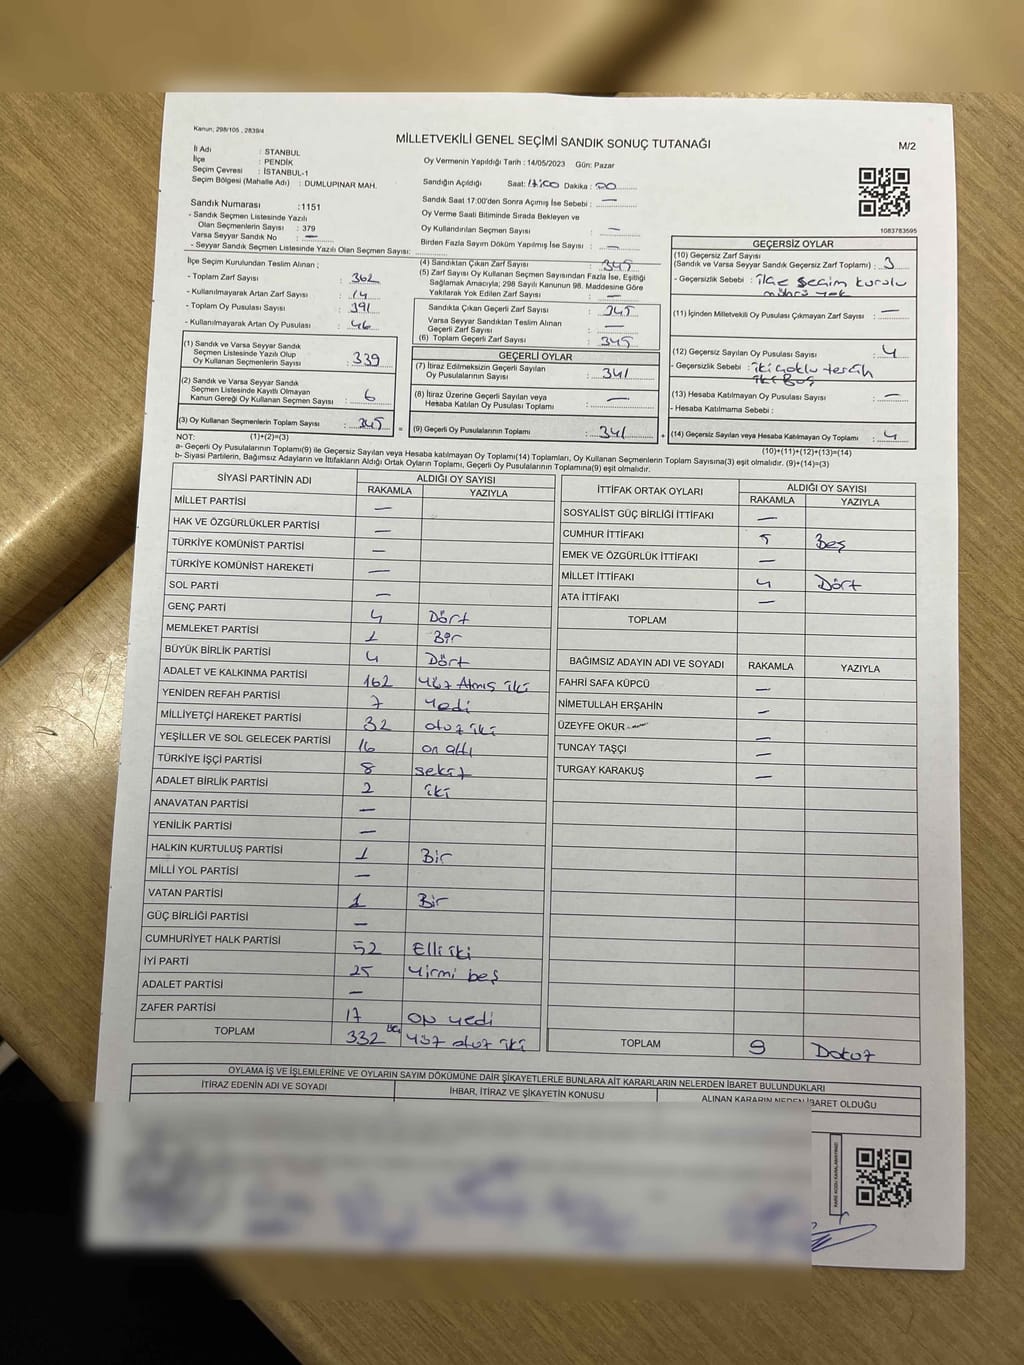 Kanun; 298/105 , 2839/4
MİLLETVEKİLİ GENEL SEÇİMİ SANDIK SONUÇ TUTANAĞI
M/2
İl Adı : İSTANBUL
İlçe : PENDİK
Seçim Çevresi : İSTANBUL-1
Seçim Bölgesi (Mahalle Adı) : DUMLUPINAR MAH.
Sandık Numarası : 1151
- Sandık Seçmen Listesinde Yazılı
Olan Seçmenlerin Sayısı : 379
Varsa Seyyar Sandık No : —
- Seyyar Sandık Seçmen Listesinde Yazılı Olan Seçmen Sayısı:
Oy Vermenin Yapıldığı Tarih : 14/05/2023 Gün: Pazar
Sandığın Açıldığı Saat: 17:00 Dakika : 00
Sandık Saat 17:00'den Sonra Açmış İse Sebebi : —
Oy Verme Saati Bitiminde Sırada Bekleyen ve
Oy Kullandırılan Seçmen Sayısı : —
Birden Fazla Sayım Döküm Yapılmış İse Sayısı : —
1083783595
İlçe Seçim Kurulundan Teslim Alınan ;
- Toplam Zarf Sayısı : 362
- Kullanılmayarak Artan Zarf Sayısı : 14
- Toplam Oy Pusulası Sayısı : 391
- Kullanılmayarak Artan Oy Pusulası : 46
(1) Sandık ve Varsa Seyyar Sandık
Seçmen Listesinde Yazılı Olup
Oy Kullanan Seçmenlerin Sayısı : 339
(2) Sandık ve Varsa Seyyar Sandık
Seçmen Listesinde Kayıtlı Olmayan
Kanun Gereği Oy Kullanan Seçmen Sayısı : 6
(3) Oy Kullanan Seçmenlerin Toplam Sayısı : 345
(4) Sandıktan Çıkan Zarf Sayısı : 345
(5) Zarf Sayısı Oy Kullanan Seçmen Sayısından Fazla İse, Eşitliği
Sağlamak Amacıyla; 298 Sayılı Kanunun 98. Maddesine Göre
Yakılarak Yok Edilen Zarf Sayısı : —
Sandıkta Çıkan Geçerli Zarf Sayısı : 345
Varsa Seyyar Sandıktan Teslim Alınan
Geçerli Zarf Sayısı : —
(6) Toplam Geçerli Zarf Sayısı : 345
GEÇERLİ OYLAR
(7) İtiraz Edilmeksizin Geçerli Sayılan
Oy Pusulalarının Sayısı : 341
(8) İtiraz Üzerine Geçerli Sayılan veya
Hesaba Katılan Oy Pusulası Toplamı : —
= (9) Geçerli Oy Pusulalarının Toplamı : 341
GEÇERSİZ OYLAR
(10) Geçersiz Zarf Sayısı
(Sandık ve Varsa Seyyar Sandık Geçersiz Zarf Toplamı) : 3
- Geçersizlik Sebebi : ilçe seçim kurulu
mührü yok
(11) İçinden Milletvekili Oy Pusulası Çıkmayan Zarf Sayısı : —
(12) Geçersiz Sayılan Oy Pusulası Sayısı : 4
- Geçersizlik Sebebi : iki çoklu tercih
iki Boş
(13) Hesaba Katılmayan Oy Pusulası Sayısı : —
- Hesaba Katılmama Sebebi :
+ (14) Geçersiz Sayılan veya Hesaba Katılmayan Oy Toplamı : 4
NOT: (1)+(2)=(3)
(10)+(11)+(12)+(13)=(14)
a- Geçerli Oy Pusulalarının Toplamı(9) ile Geçersiz Sayılan veya Hesaba katılmayan Oy Toplamı(14) Toplamları, Oy Kullanan Seçmenlerin Toplam Sayısına(3) eşit olmalıdır. (9)+(14)=(3)
b- Siyasi Partilerin, Bağımsız Adayların ve İttifakların Aldığı Ortak Oyların Toplamı, Geçerli Oy Pusulalarının Toplamına(9) eşit olmalıdır.
SİYASİ PARTİNİN ADI ALDIĞI OY SAYISI
RAKAMLA YAZIYLA
MİLLET PARTİSİ —
HAK VE ÖZGÜRLÜKLER PARTİSİ —
TÜRKİYE KOMÜNİST PARTİSİ —
TÜRKİYE KOMÜNİST HAREKETİ —
SOL PARTİ —
GENÇ PARTİ 4 Dört
MEMLEKET PARTİSİ 1 Bir
BÜYÜK BİRLİK PARTİSİ 4 Dört
ADALET VE KALKINMA PARTİSİ 162 Yüz Atmış iki
YENİDEN REFAH PARTİSİ 7 Yedi
MİLLİYETÇİ HAREKET PARTİSİ 32 otuz iki
YEŞİLLER VE SOL GELECEK PARTİSİ 16 on altı
TÜRKİYE İŞÇİ PARTİSİ 8 sekiz
ADALET BİRLİK PARTİSİ 2 iki
ANAVATAN PARTİSİ —
YENİLİK PARTİSİ —
HALKIN KURTULUŞ PARTİSİ 1 Bir
MİLLİ YOL PARTİSİ —
VATAN PARTİSİ 1 Bir
GÜÇ BİRLİĞİ PARTİSİ —
CUMHURİYET HALK PARTİSİ 52 Elli iki
İYİ PARTİ 25 Yirmi beş
ADALET PARTİSİ —
ZAFER PARTİSİ 17 on yedi
TOPLAM 332 Yüz otuz iki
İTTİFAK ORTAK OYLARI ALDIĞI OY SAYISI
RAKAMLA YAZIYLA
SOSYALİST GÜÇ BİRLİĞİ İTTİFAKI —
CUMHUR İTTİFAKI 5 Beş
EMEK VE ÖZGÜRLÜK İTTİFAKI —
MİLLET İTTİFAKI 4 Dört
ATA İTTİFAKI —
TOPLAM
BAĞIMSIZ ADAYIN ADI VE SOYADI RAKAMLA YAZIYLA
FAHRİ SAFA KÜPCÜ —
NİMETULLAH ERŞAHİN —
ÜZEYFE OKUR —
TUNCAY TAŞÇI —
TURGAY KARAKUŞ —
TOPLAM 9 Dokuz
OYLAMA İŞ VE İŞLEMLERİNE VE OYLARIN SAYIM DÖKÜMÜNE DAİR ŞİKAYETLERLE BUNLARA AİT KARARLARIN NELERDEN İBARET BULUNDUKLARI
İTİRAZ EDENİN ADI VE SOYADI
İHBAR, İTİRAZ VE ŞİKAYETİN KONUSU
ALINAN KARARIN NEDEN İBARET OLDUĞU
KARE KODU KARALAMAYINIZ!